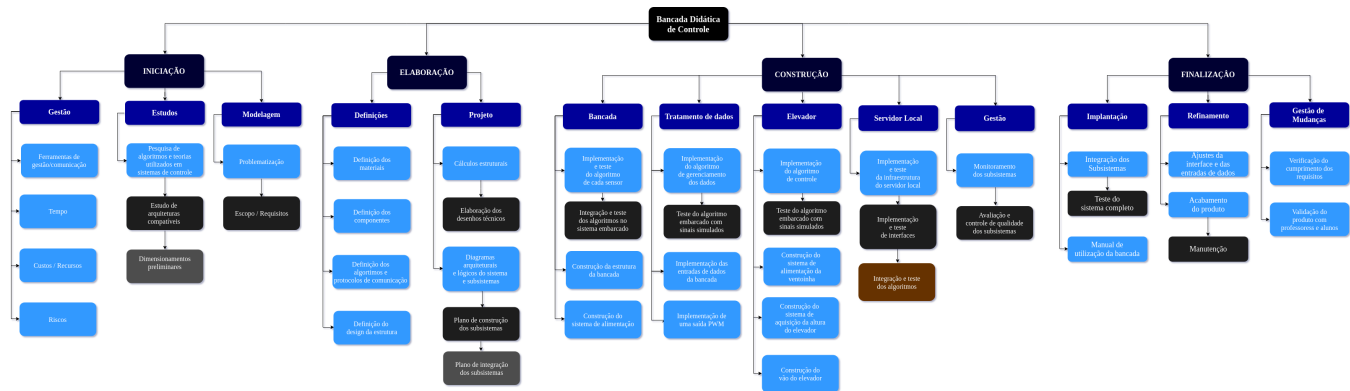 Bancada Didática
de Controle
INICIAÇÃO
ELABORAÇÃO
CONSTRUÇÃO
FINALIZAÇÃO
Gestão
Ferramentas de
gestão/comunicação
Tempo
Custos / Recursos
Riscos
Estudos
Pesquisa de
algoritmos e teorias
utilizados em
sistemas de controle
Estudo de
arquiteturas
compatíveis
Dimensionamentos
preliminares
Modelagem
Problematização
Escopo / Requisitos
Definições
Definição dos
materiais
Definição dos
componentes
Definição dos
algoritmos e
protocolos de comunicação
Definição do
design da estrutura
Projeto
Cálculos estruturais
Elaboração dos
desenhos técnicos
Diagramas
arquiteturais
e lógicos do sistema
e subsistemas
Plano de construção
dos subsistemas
Plano de integração
dos subsistemas
Bancada
Implementação
e teste
do algoritmo
de cada sensor
Integração e teste
dos algoritmos no
sistema embarcado
Construção da estrutura
da bancada
Construção do
sistema de alimentação
Tratamento de dados
Implementação
do algoritmo
de gerenciamento
dos dados
Teste do algoritmo
embarcado com
sinais simulados
Implementação das
entradas de dados
da bancada
Implementação de
uma saída PWM
Elevador
Implementação
do algoritmo
de controle
Teste do algoritmo
embarcado com
sinais simulados
Construção do
sistema de
alimentação da
ventoinha
Construção do
sistema de
aquisição da altura
do elevador
Construção do
vão do elevador
Servidor Local
Implementação
e teste
da infraestrutura
do servidor local
Implementação
e teste
de interfaces
Integração e teste
dos algoritmos
Gestão
Monitoramento
dos subsistemas
Avaliação e
controle de qualidade
dos subsistemas
Implantação
Integração dos
Subsistemas
Teste do
sistema completo
Manual de
utilização da bancada
Refinamento
Ajustes da
interface e das
entradas de dados
Acabamento
do produto
Manutenção
Gestão de
Mudanças
Verificação do
cumprimento dos
requisitos
Validação do
produto com
professores e alunos